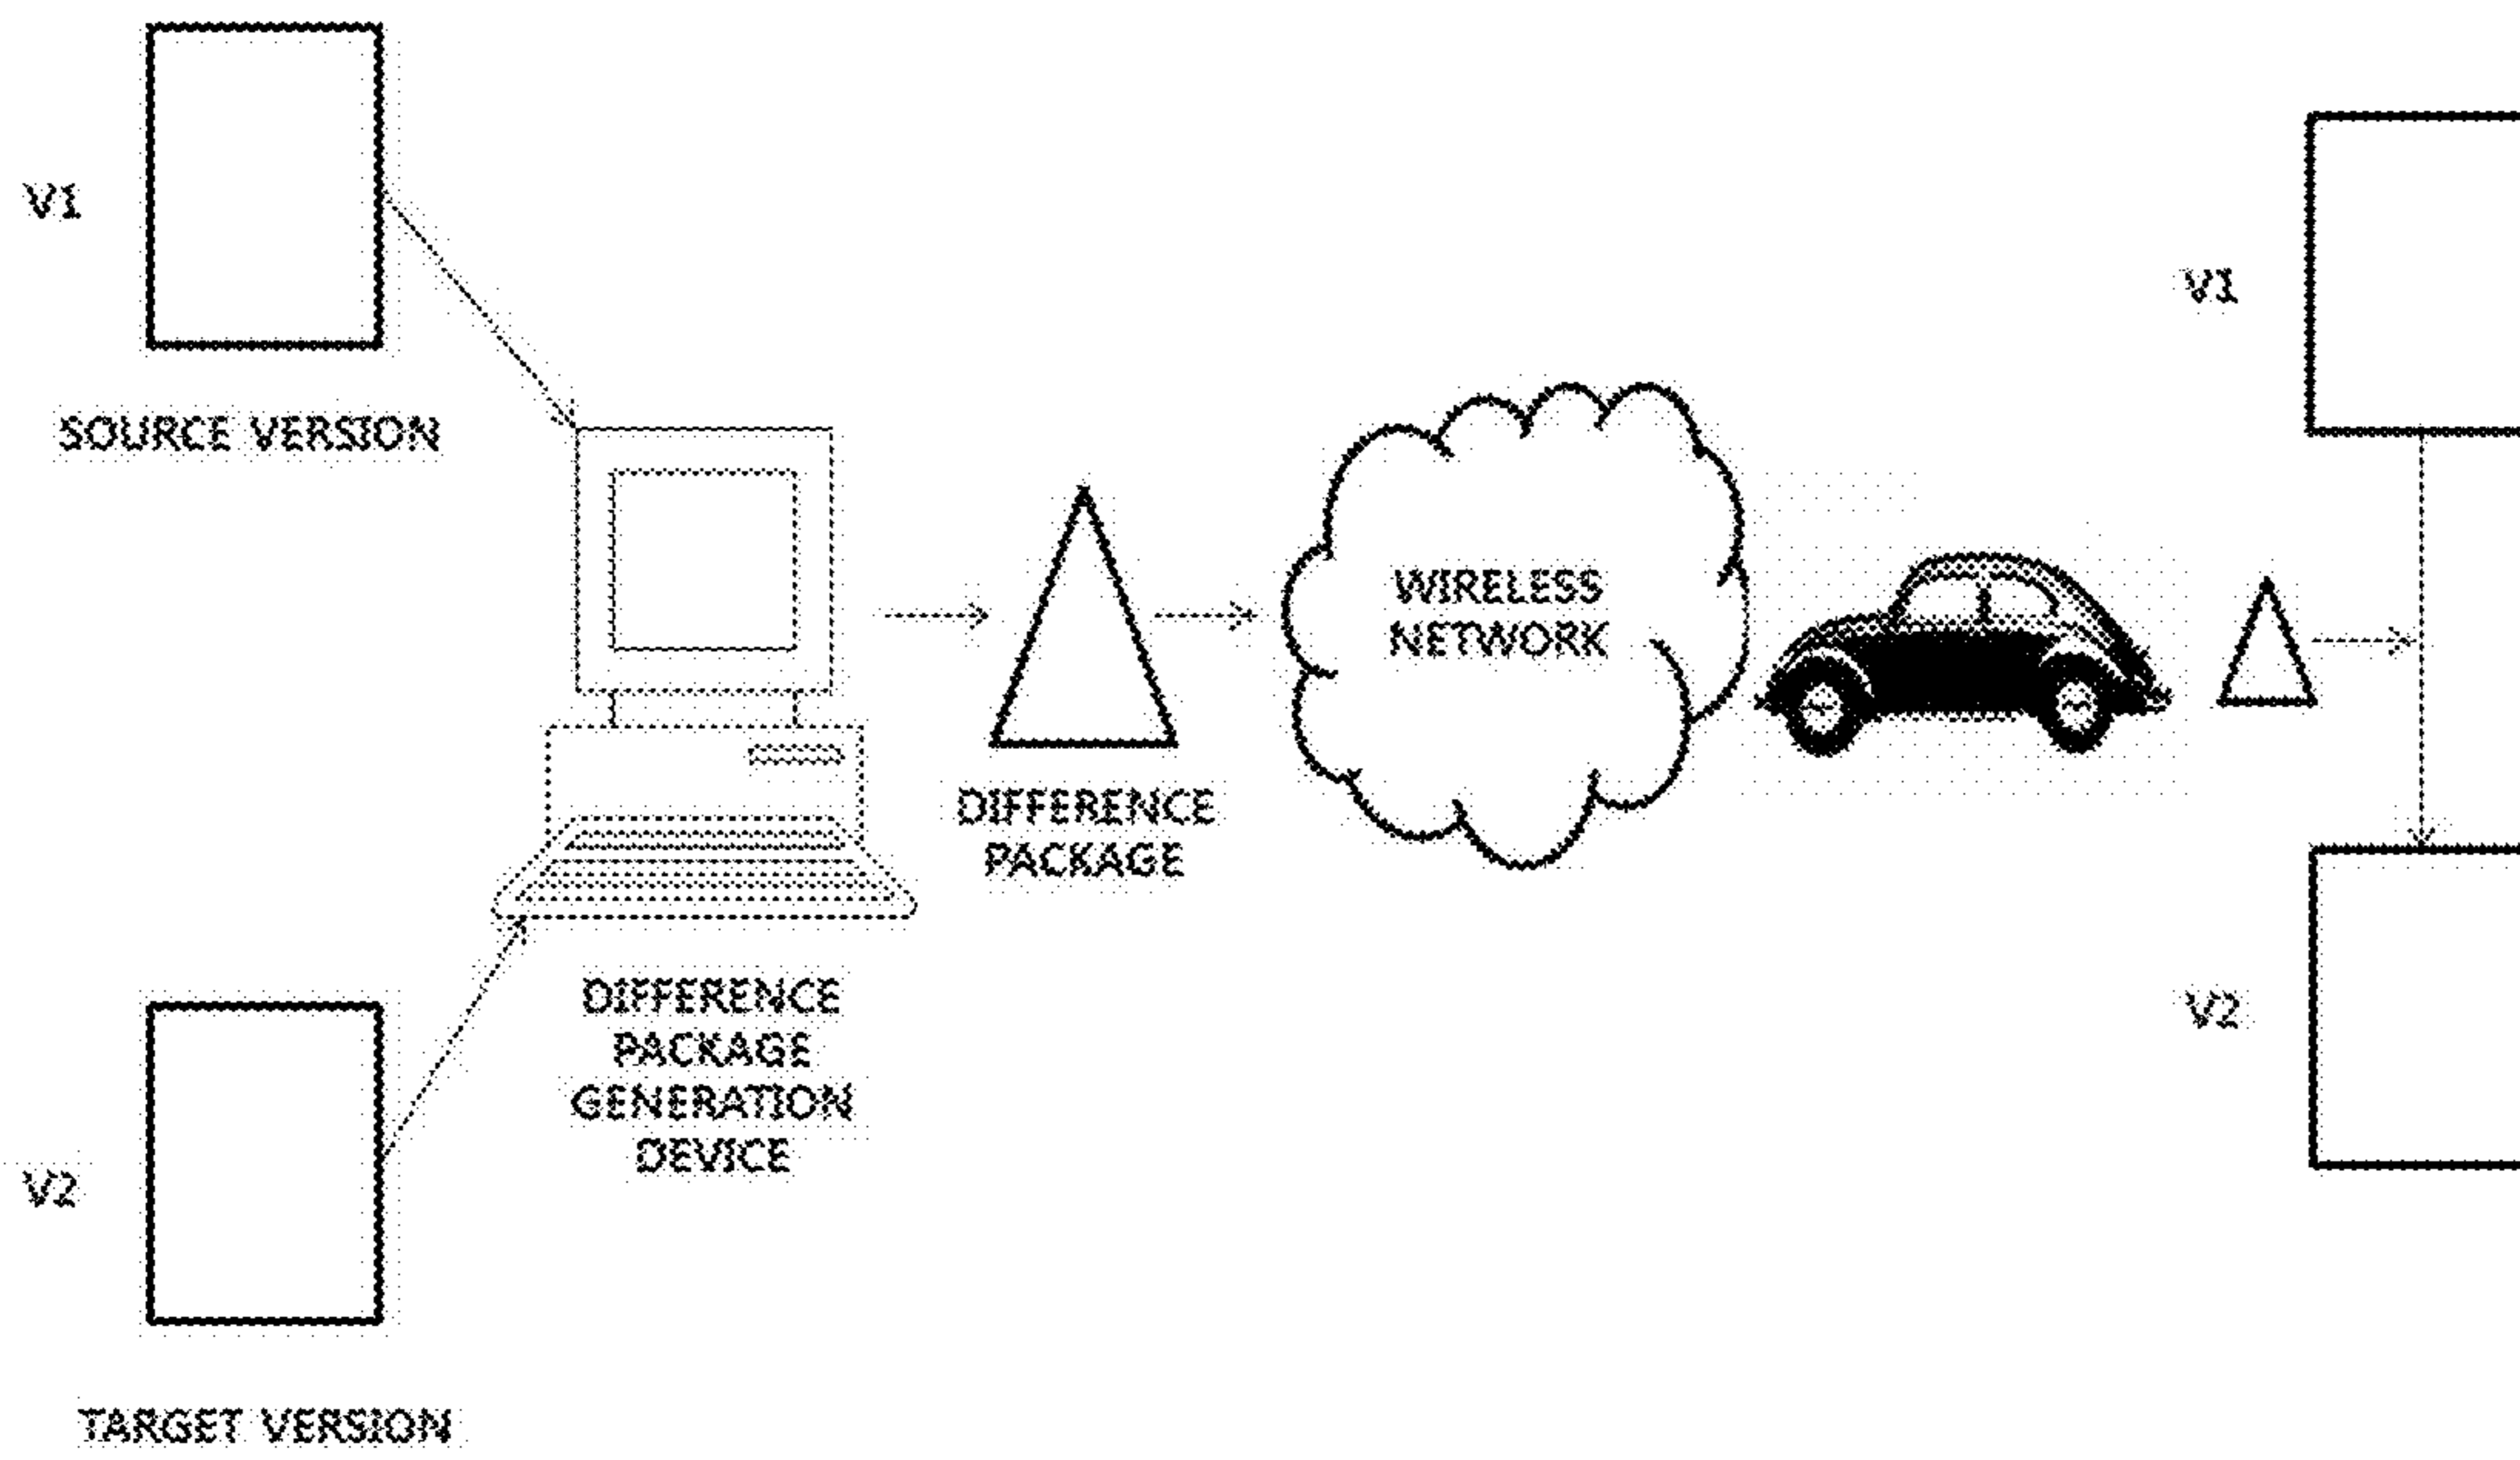 V1
SOURCE VERSION
V1
WIRELESS
NETWORK
DIFFERENCE
PACKAGE
DIFFERENCE
PACKAGE
GENERATION
DEVICE
V2
V2
TARGET VERSION